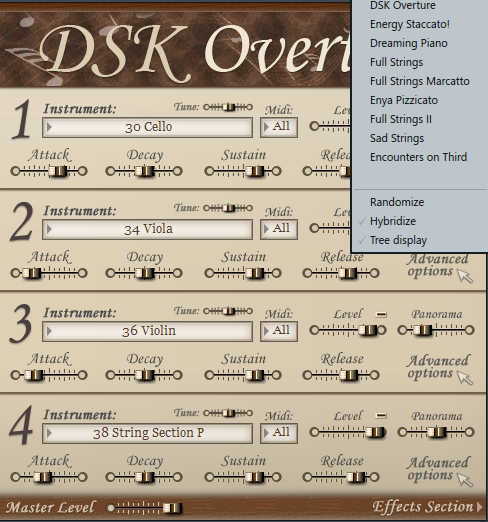 DSK Overt
DSK Overture
Energy Staccato!
Dreaming Piano
Full Strings
Full Strings Marcatto
Enya Pizzicato
Full Strings II
Sad Strings
Encounters on Third
Randomize
Hybridize
Tree display
1 Instrument: Tune: Midi: Lev
30 Cello All
Attack Decay Sustain Relea
2 Instrument: Tune: Midi: Lev
34 Viola All
Attack Decay Sustain Release Advanced
options
3 Instrument: Tune: Midi: Level Panorama
36 Violin All
Attack Decay Sustain Release Advanced
options
4 Instrument: Tune: Midi: Level Panorama
38 String Section P All
Attack Decay Sustain Release Advanced
options
Master Level Effects Section